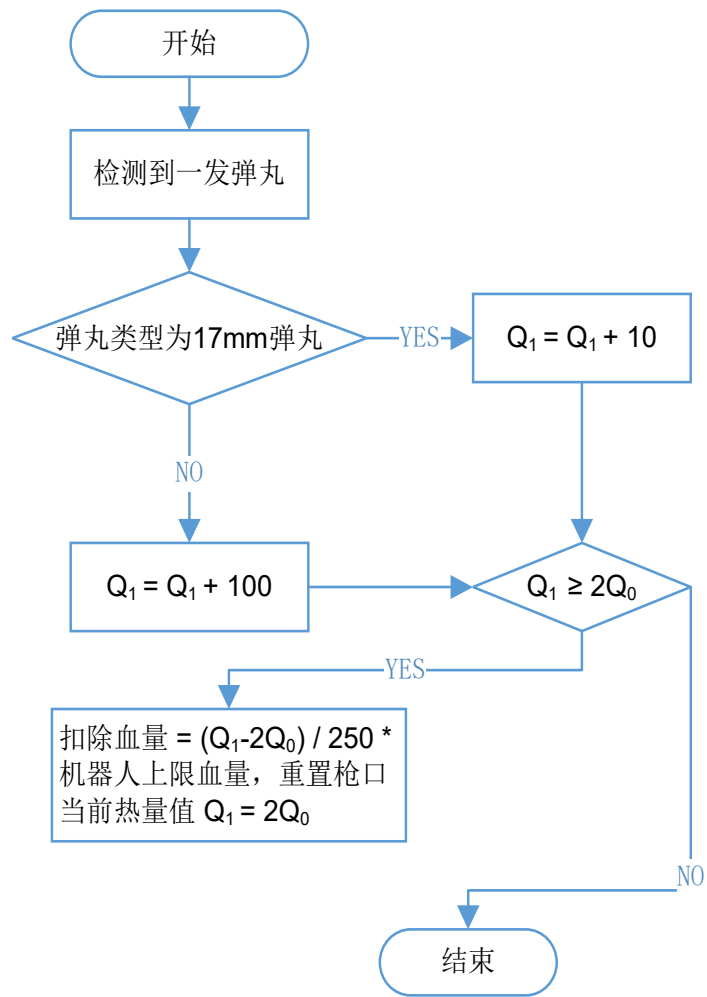 开始
检测到一发弹丸
弹丸类型为17mm弹丸
YES
Q₁ = Q₁ + 10
NO
Q₁ = Q₁ + 100
Q₁ ≥ 2Q₀
YES
扣除血量 = (Q₁-2Q₀) / 250 *
机器人上限血量，重置枪口
当前热量值 Q₁ = 2Q₀
NO
结束